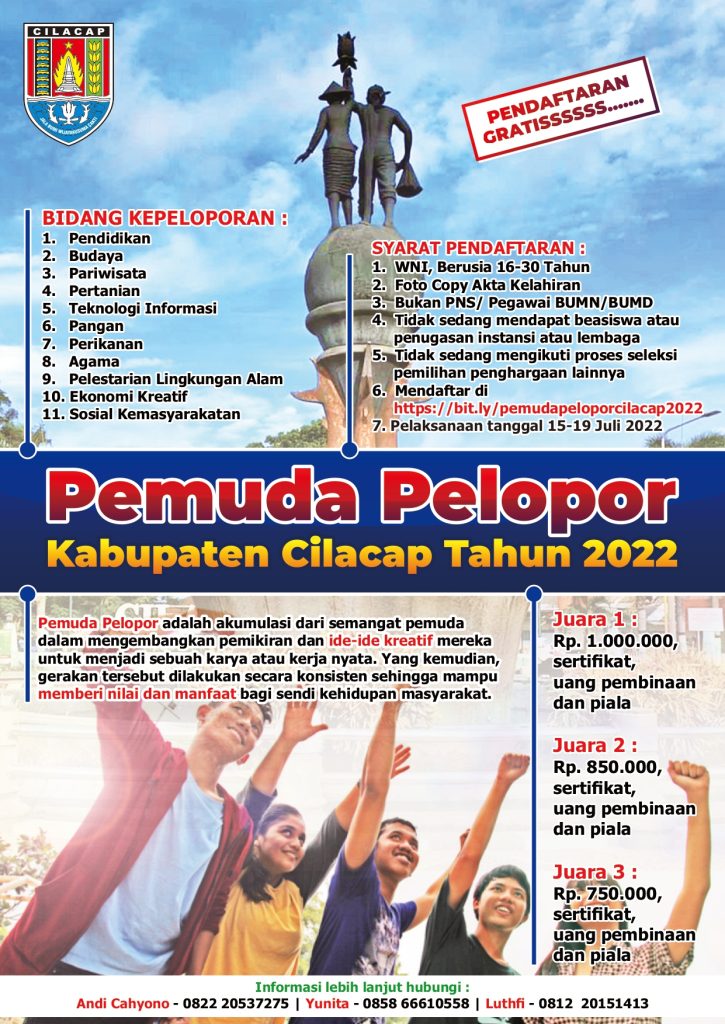 CILACAP
JALA BUMI WIJAYAKUSUMA CAKTI
PENDAFTARAN
GRATISSSSSS.......
BIDANG KEPELOPORAN :
1. Pendidikan
2. Budaya
3. Pariwisata
4. Pertanian
5. Teknologi Informasi
6. Pangan
7. Perikanan
8. Agama
9. Pelestarian Lingkungan Alam
10. Ekonomi Kreatif
11. Sosial Kemasyarakatan
SYARAT PENDAFTARAN :
1. WNI, Berusia 16-30 Tahun
2. Foto Copy Akta Kelahiran
3. Bukan PNS/ Pegawai BUMN/BUMD
4. Tidak sedang mendapat beasiswa atau
penugasan instansi atau lembaga
5. Tidak sedang mengikuti proses seleksi
pemilihan penghargaan lainnya
6. Mendaftar di
https://bit.ly/pemudapeloporcilacap2022
7. Pelaksanaan tanggal 15-19 Juli 2022
Pemuda Pelopor
Kabupaten Cilacap Tahun 2022
Pemuda Pelopor adalah akumulasi dari semangat pemuda
dalam mengembangkan pemikiran dan ide-ide kreatif mereka
untuk menjadi sebuah karya atau kerja nyata. Yang kemudian,
gerakan tersebut dilakukan secara konsisten sehingga mampu
memberi nilai dan manfaat bagi sendi kehidupan masyarakat.
Juara 1 :
Rp. 1.000.000,
sertifikat,
uang pembinaan
dan piala
Juara 2 :
Rp. 850.000,
sertifikat,
uang pembinaan
dan piala
Juara 3 :
Rp. 750.000,
sertifikat,
uang pembinaan
dan piala
Informasi lebih lanjut hubungi :
Andi Cahyono - 0822 20537275 | Yunita - 0858 66610558 | Luthfi - 0812 20151413